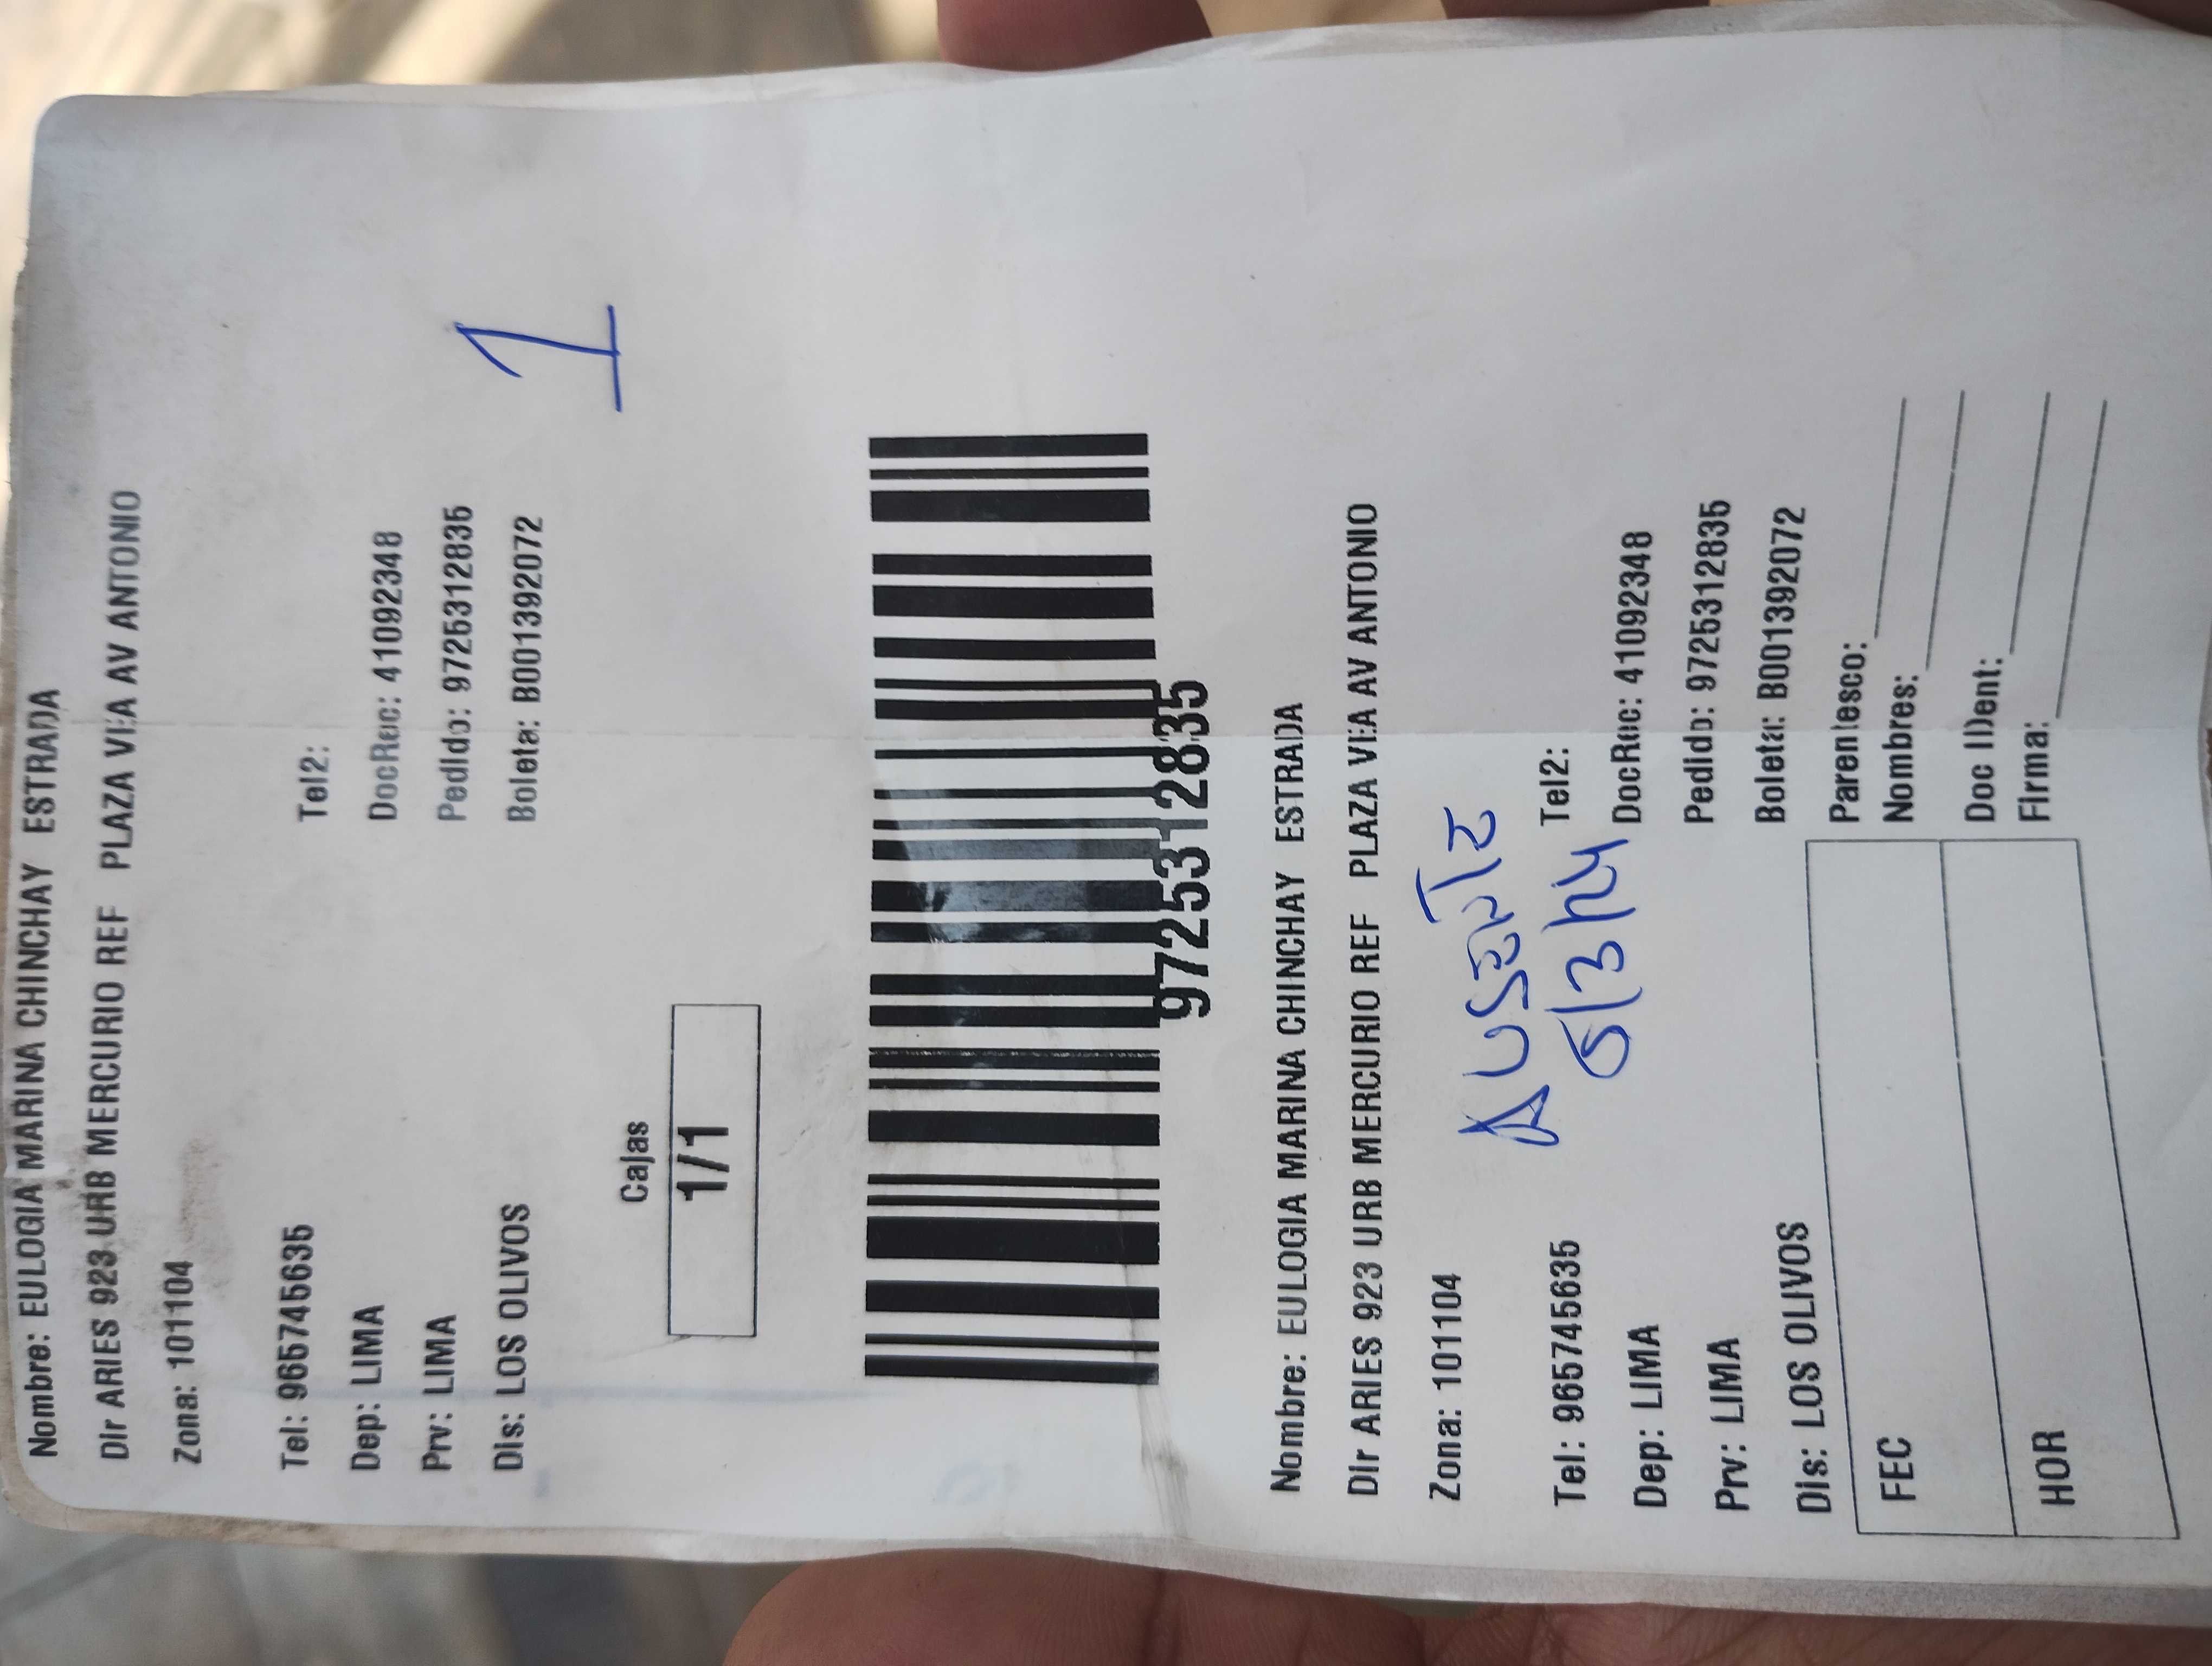 Nombre: EULOGIA MARINA CHINCHAY ESTRADA
Dir ARIES 923 URB MERCURIO REF PLAZA VEA AV ANTONIO
Zona: 101104
Tel: 965745635 Tel2:
Dep: LIMA DocRec: 41092348
Prv: LIMA Pedido: 9725312835
Dis: LOS OLIVOS Boleta: B001392072
1
Cajas
1/1
9725312835
Nombre: EULOGIA MARINA CHINCHAY ESTRADA
Dir ARIES 923 URB MERCURIO REF PLAZA VEA AV ANTONIO
Zona: 101104
AUSENTE
5/3/24
Tel: 965745635 Tel2:
Dep: LIMA DocRec: 41092348
Prv: LIMA Pedido: 9725312835
Dis: LOS OLIVOS Boleta: B001392072
FEC
HOR
Parentesco:
Nombres:
Doc IDent:
Firma: